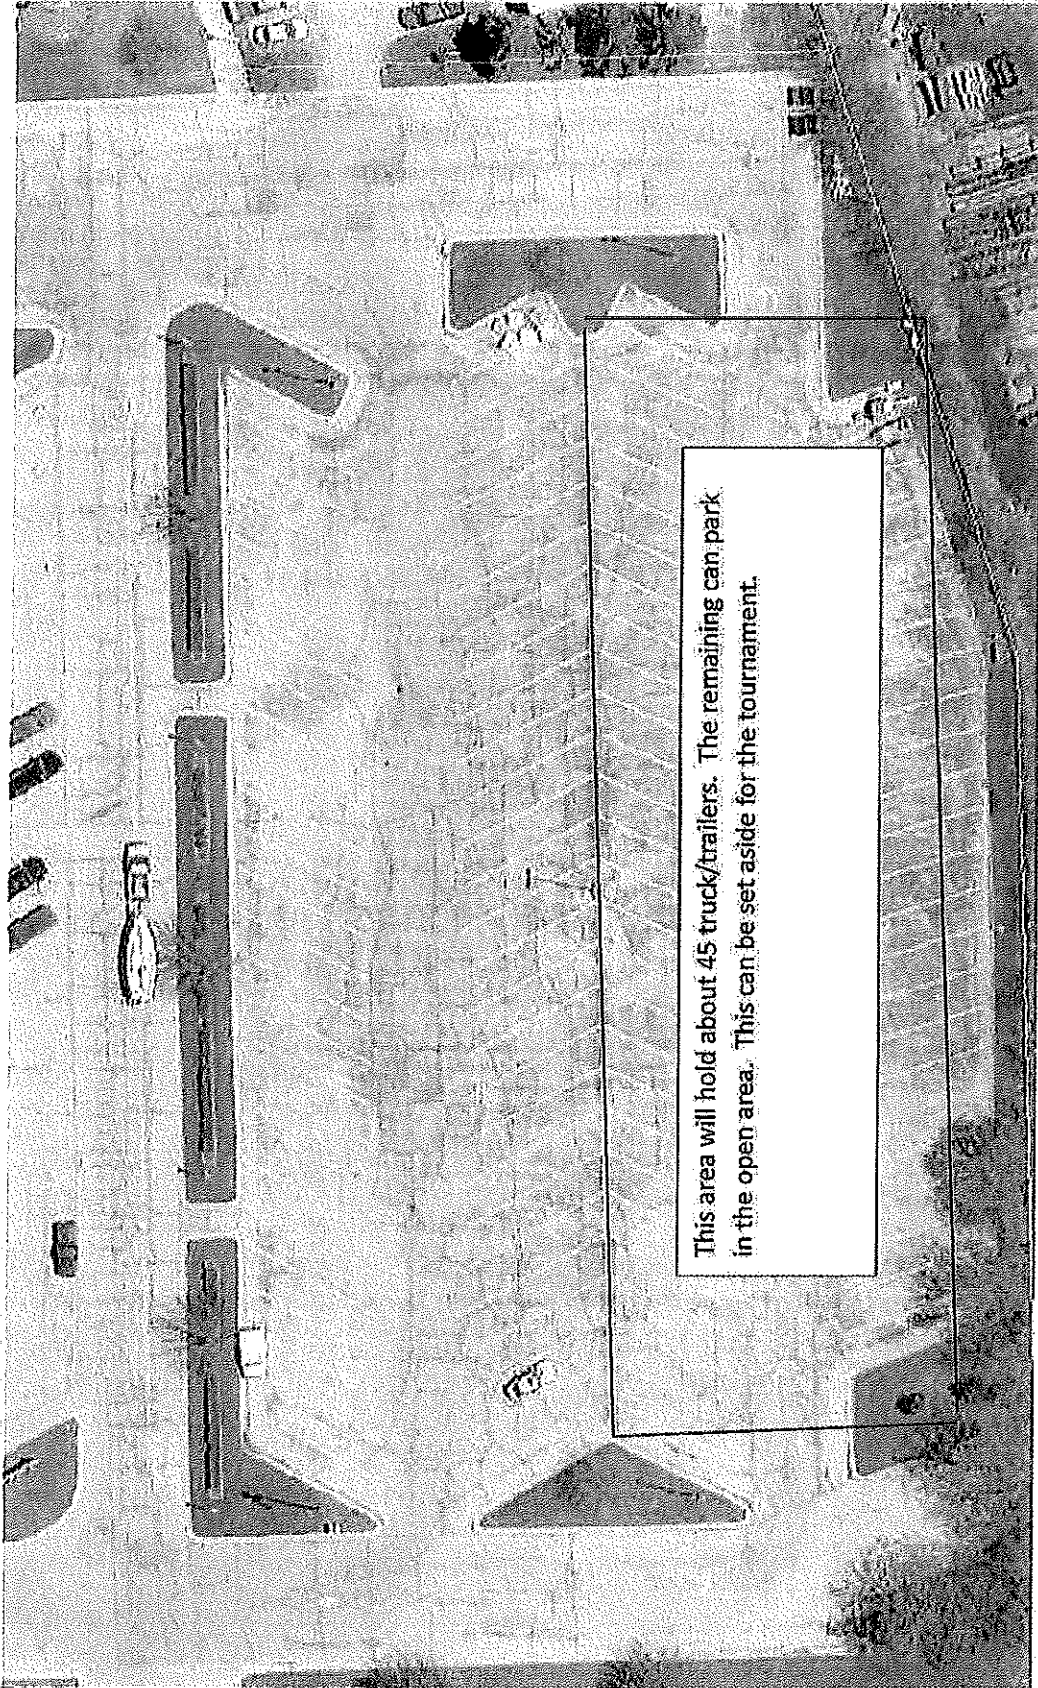 This area will hold about 45 truck/trailers.  The remaining can park
in the open area.  This can be set aside for the tournament.